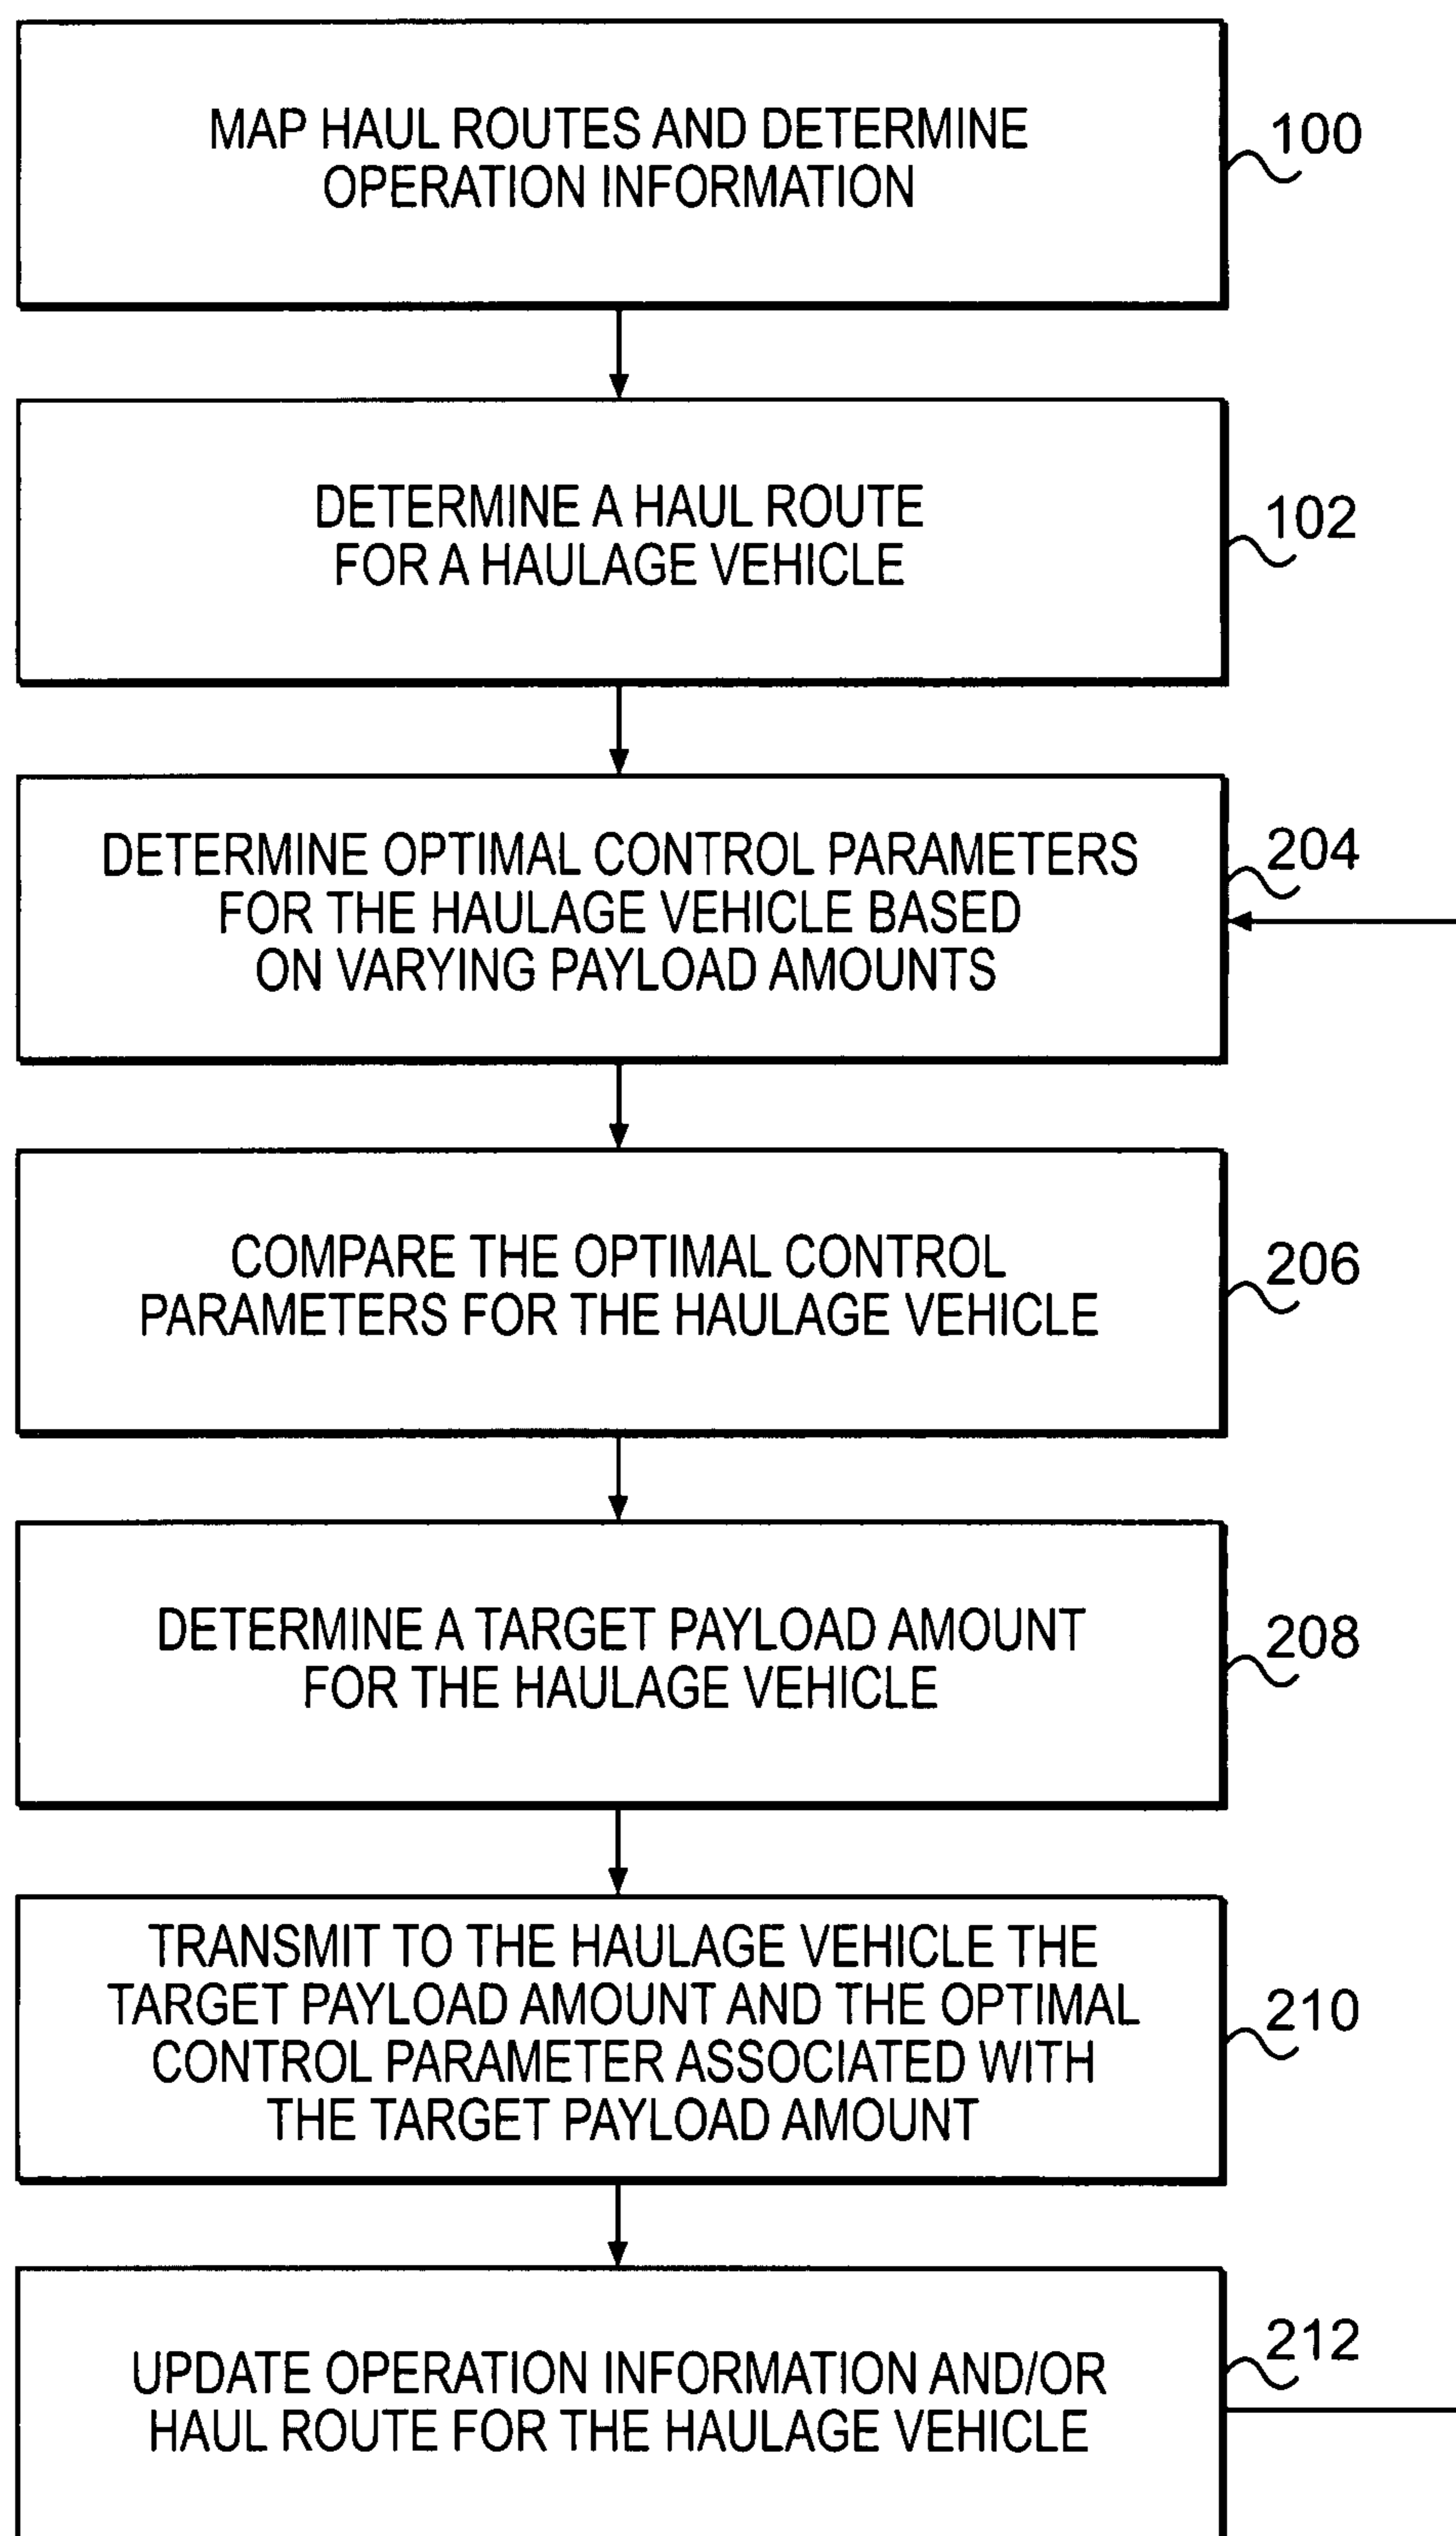 MAP HAUL ROUTES AND DETERMINE
OPERATION INFORMATION
100
DETERMINE A HAUL ROUTE
FOR A HAULAGE VEHICLE
102
DETERMINE OPTIMAL CONTROL PARAMETERS
FOR THE HAULAGE VEHICLE BASED
ON VARYING PAYLOAD AMOUNTS
204
COMPARE THE OPTIMAL CONTROL
PARAMETERS FOR THE HAULAGE VEHICLE
206
DETERMINE A TARGET PAYLOAD AMOUNT
FOR THE HAULAGE VEHICLE
208
TRANSMIT TO THE HAULAGE VEHICLE THE
TARGET PAYLOAD AMOUNT AND THE OPTIMAL
CONTROL PARAMETER ASSOCIATED WITH
THE TARGET PAYLOAD AMOUNT
210
UPDATE OPERATION INFORMATION AND/OR
HAUL ROUTE FOR THE HAULAGE VEHICLE
212